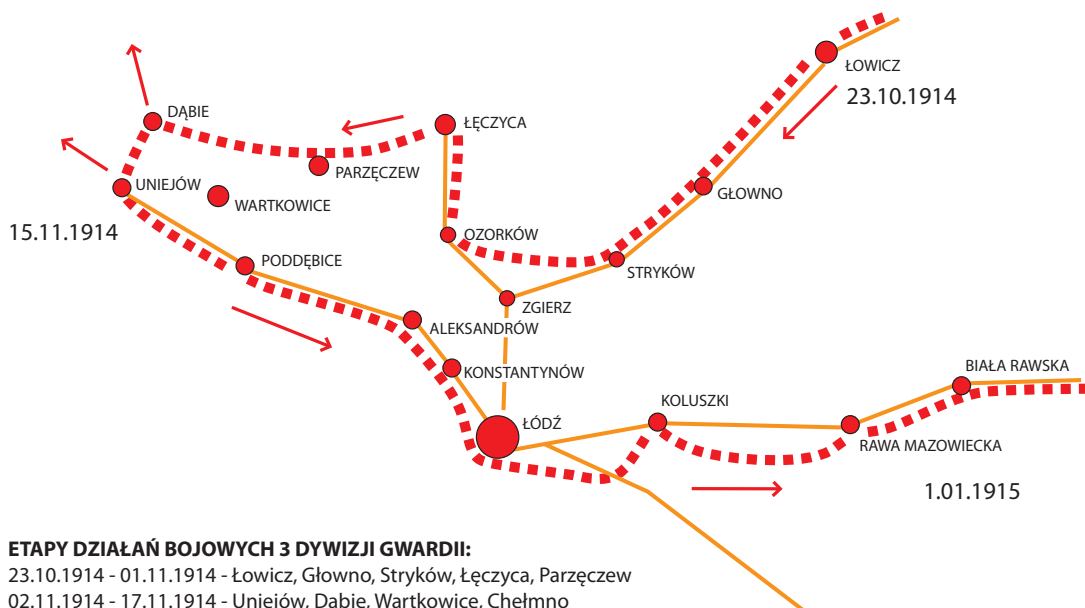 ŁOWICZ
23.10.1914
DĄBIE
ŁĘCZYCA
PARZĘCZEW
UNIEJÓW
WARTKOWICE
GŁOWNO
15.11.1914
OZORKÓW
PODDĘBICE
STRYKÓW
ZGIERZ
ALEKSANDRÓW
KONSTANTYNÓW
BIAŁA RAWSKA
KOLUSZKI
ŁÓDŹ
RAWA MAZOWIECKA
1.01.1915
ETAPY DZIAŁAŃ BOJOWYCH 3 DYWIZJI GWARDII:
23.10.1914 - 01.11.1914 - Łowicz, Głowno, Stryków, Łęczyca, Parzęczew
02.11.1914 - 17.11.1914 - Uniejów, Dąbie, Wartkowice, Chełmno